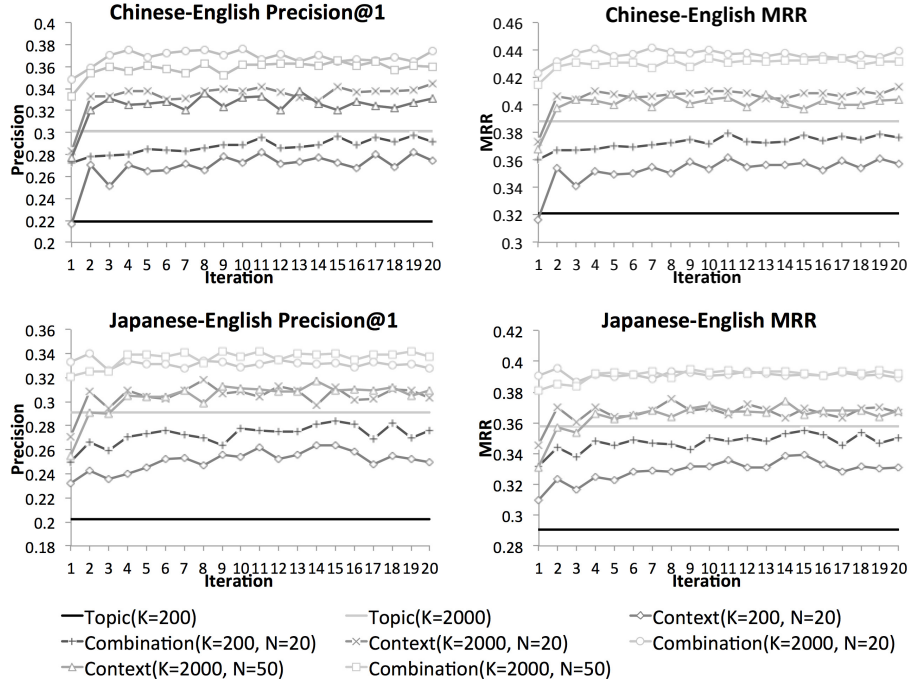 Chinese-English Precision@1
Precision
0.4
0.38
0.36
0.34
0.32
0.3
0.28
0.26
0.24
0.22
0.2
1 2 3 4 5 6 7 8 9 10 11 12 13 14 15 16 17 18 19 20
Iteration
Chinese-English MRR
MRR
0.46
0.44
0.42
0.4
0.38
0.36
0.34
0.32
0.3
1 2 3 4 5 6 7 8 9 10 11 12 13 14 15 16 17 18 19 20
Iteration
Japanese-English Precision@1
Precision
0.36
0.34
0.32
0.3
0.28
0.26
0.24
0.22
0.2
0.18
1 2 3 4 5 6 7 8 9 10 11 12 13 14 15 16 17 18 19 20
Iteration
Japanese-English MRR
MRR
0.42
0.4
0.38
0.36
0.34
0.32
0.3
0.28
1 2 3 4 5 6 7 8 9 10 11 12 13 14 15 16 17 18 19 20
Iteration
Topic(K=200) Topic(K=2000) Context(K=200, N=20)
Combination(K=200, N=20) Context(K=2000, N=20) Combination(K=2000, N=20)
Context(K=2000, N=50) Combination(K=2000, N=50)